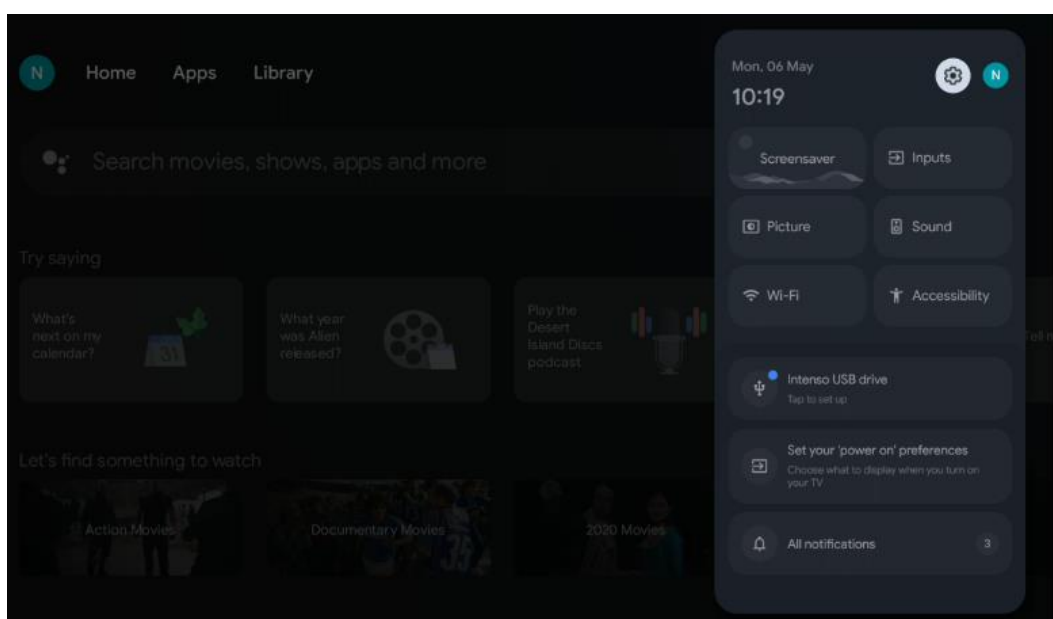 N
Home
Apps
Library
Search movies, shows, apps and more
Try saying
What's
next on my
calendar?
31
What year
was Alien
released?
Play the
Desert
Island Discs
podcast
Tell
Let's find something to watch
Action Movies
Documentary Movies
35
2020 Movies
Mon, 06 May
10:19
N
Screensaver
Inputs
Picture
Sound
Wi-Fi
Accessibility
Intenso USB drive
Tap to set up
Set your 'power on' preferences
Choose what to display when you turn on
your TV
All notifications
3